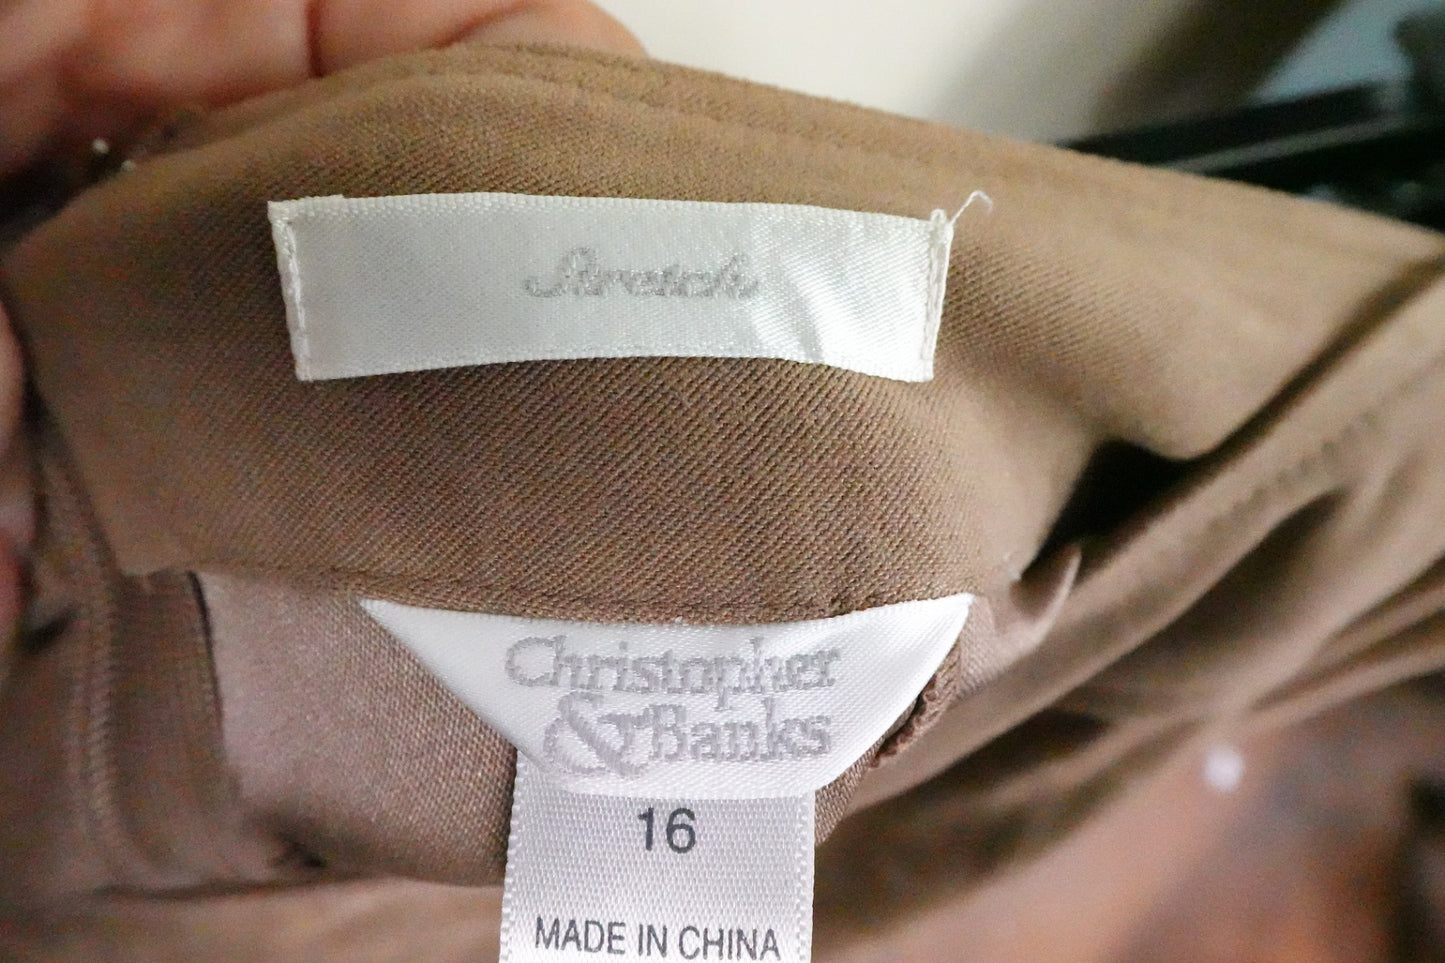 Stretch
Christopher
& Banks
16
MADE IN CHINA